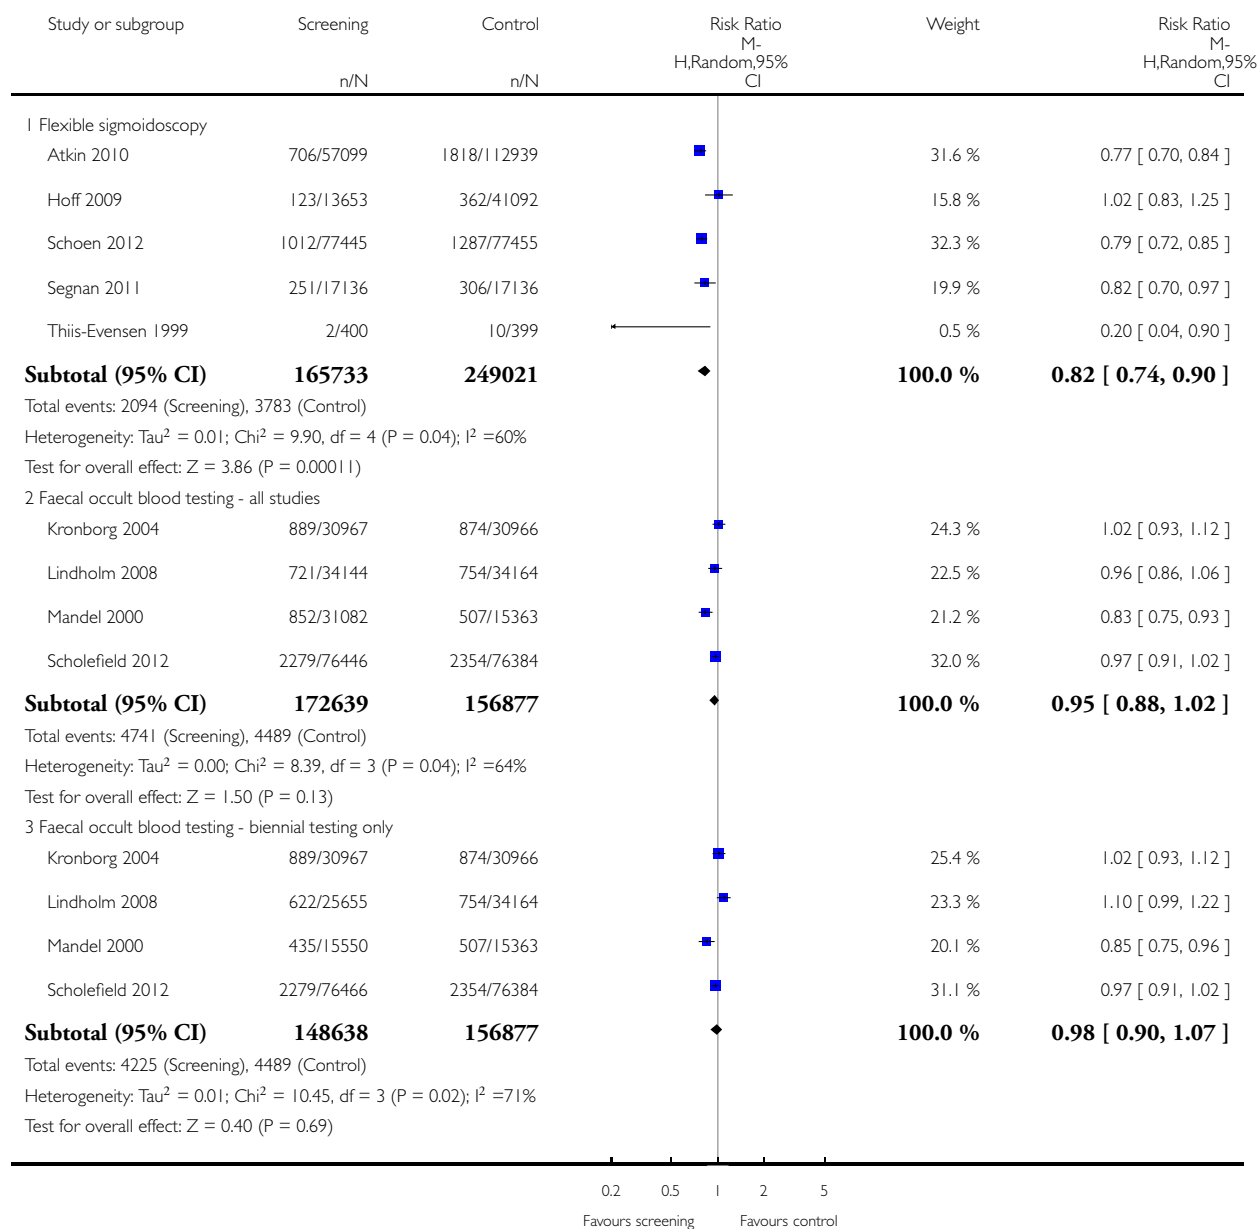 Study or subgroup Screening Control Risk Ratio Weight Risk Ratio
M- M-
H,Random,95% H,Random,95%
n/N n/N CI CI
1 Flexible sigmoidoscopy
Atkin 2010 706/57099 1818/112939 31.6 % 0.77 [ 0.70, 0.84 ]
Hoff 2009 123/13653 362/41092 15.8 % 1.02 [ 0.83, 1.25 ]
Schoen 2012 1012/77445 1287/77455 32.3 % 0.79 [ 0.72, 0.85 ]
Segnan 2011 251/17136 306/17136 19.9 % 0.82 [ 0.70, 0.97 ]
Thiis-Evensen 1999 2/400 10/399 0.5 % 0.20 [ 0.04, 0.90 ]
Subtotal (95% CI) 165733 249021 100.0 % 0.82 [ 0.74, 0.90 ]
Total events: 2094 (Screening), 3783 (Control)
Heterogeneity: Tau² = 0.01; Chi² = 9.90, df = 4 (P = 0.04); I² =60%
Test for overall effect: Z = 3.86 (P = 0.00011)
2 Faecal occult blood testing - all studies
Kronborg 2004 889/30967 874/30966 24.3 % 1.02 [ 0.93, 1.12 ]
Lindholm 2008 721/34144 754/34164 22.5 % 0.96 [ 0.86, 1.06 ]
Mandel 2000 852/31082 507/15363 21.2 % 0.83 [ 0.75, 0.93 ]
Scholefield 2012 2279/76446 2354/76384 32.0 % 0.97 [ 0.91, 1.02 ]
Subtotal (95% CI) 172639 156877 100.0 % 0.95 [ 0.88, 1.02 ]
Total events: 4741 (Screening), 4489 (Control)
Heterogeneity: Tau² = 0.00; Chi² = 8.39, df = 3 (P = 0.04); I² =64%
Test for overall effect: Z = 1.50 (P = 0.13)
3 Faecal occult blood testing - biennial testing only
Kronborg 2004 889/30967 874/30966 25.4 % 1.02 [ 0.93, 1.12 ]
Lindholm 2008 622/25655 754/34164 23.3 % 1.10 [ 0.99, 1.22 ]
Mandel 2000 435/15550 507/15363 20.1 % 0.85 [ 0.75, 0.96 ]
Scholefield 2012 2279/76466 2354/76384 31.1 % 0.97 [ 0.91, 1.02 ]
Subtotal (95% CI) 148638 156877 100.0 % 0.98 [ 0.90, 1.07 ]
Total events: 4225 (Screening), 4489 (Control)
Heterogeneity: Tau² = 0.01; Chi² = 10.45, df = 3 (P = 0.02); I² =71%
Test for overall effect: Z = 0.40 (P = 0.69)
0.2 0.5 1 2 5
Favours screening Favours control